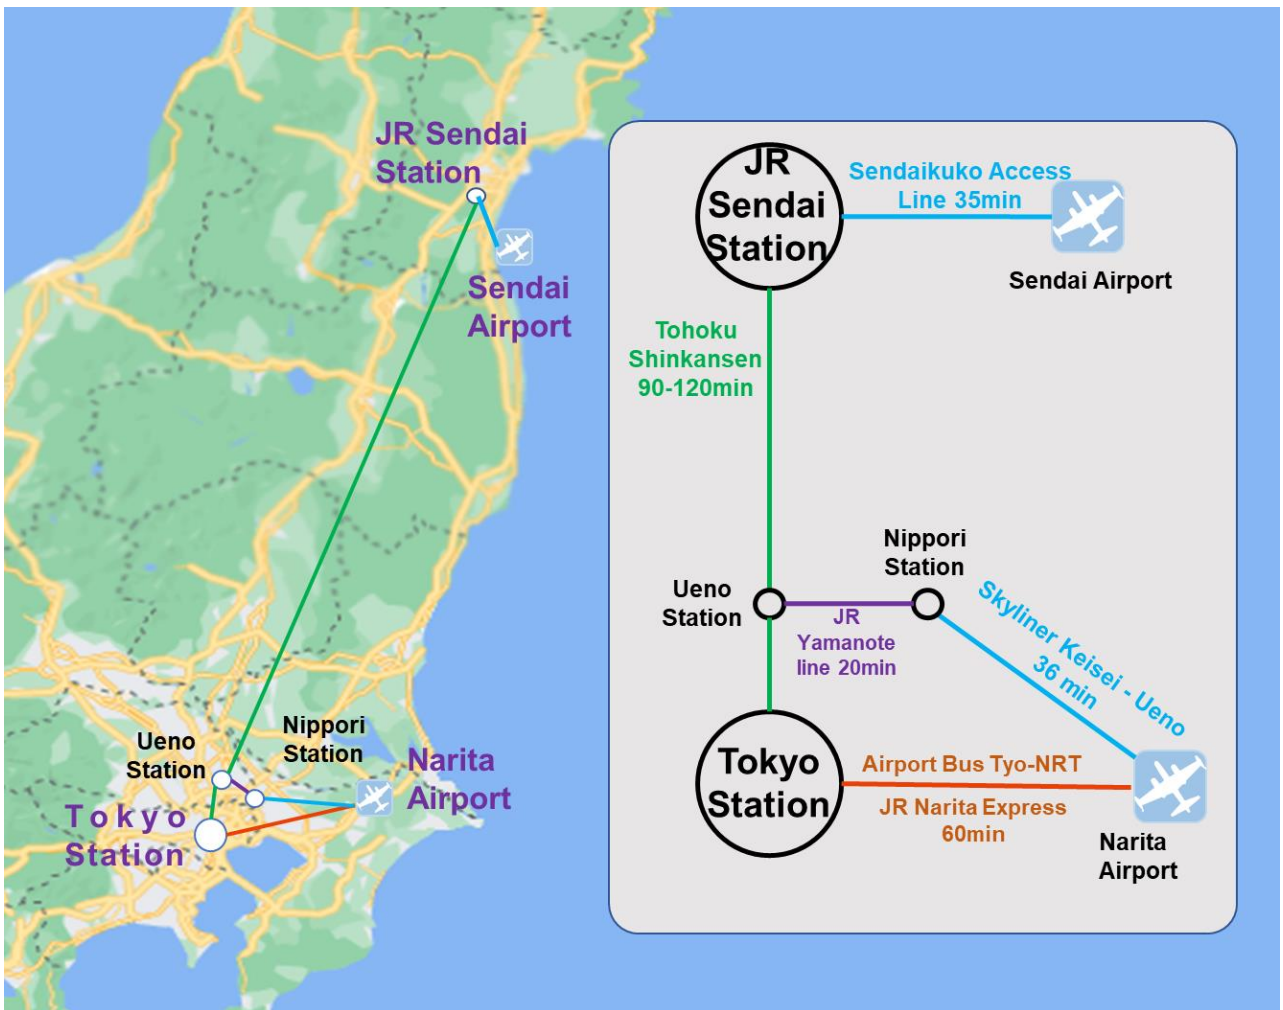 JR Sendai
Station
Sendai
Airport
Ueno
Station
Nippori
Station
Narita
Airport
Tokyo
Station
JR
Sendai
Station
Sendaikuko Access
Line 35min
Sendai Airport
Tohoku
Shinkansen
90-120min
Nippori
Station
Ueno
Station
JR
Yamanote
line 20min
Skyliner Keisei - Ueno
36 min
Tokyo
Station
Airport Bus Tyo-NRT
JR Narita Express
60min
Narita
Airport